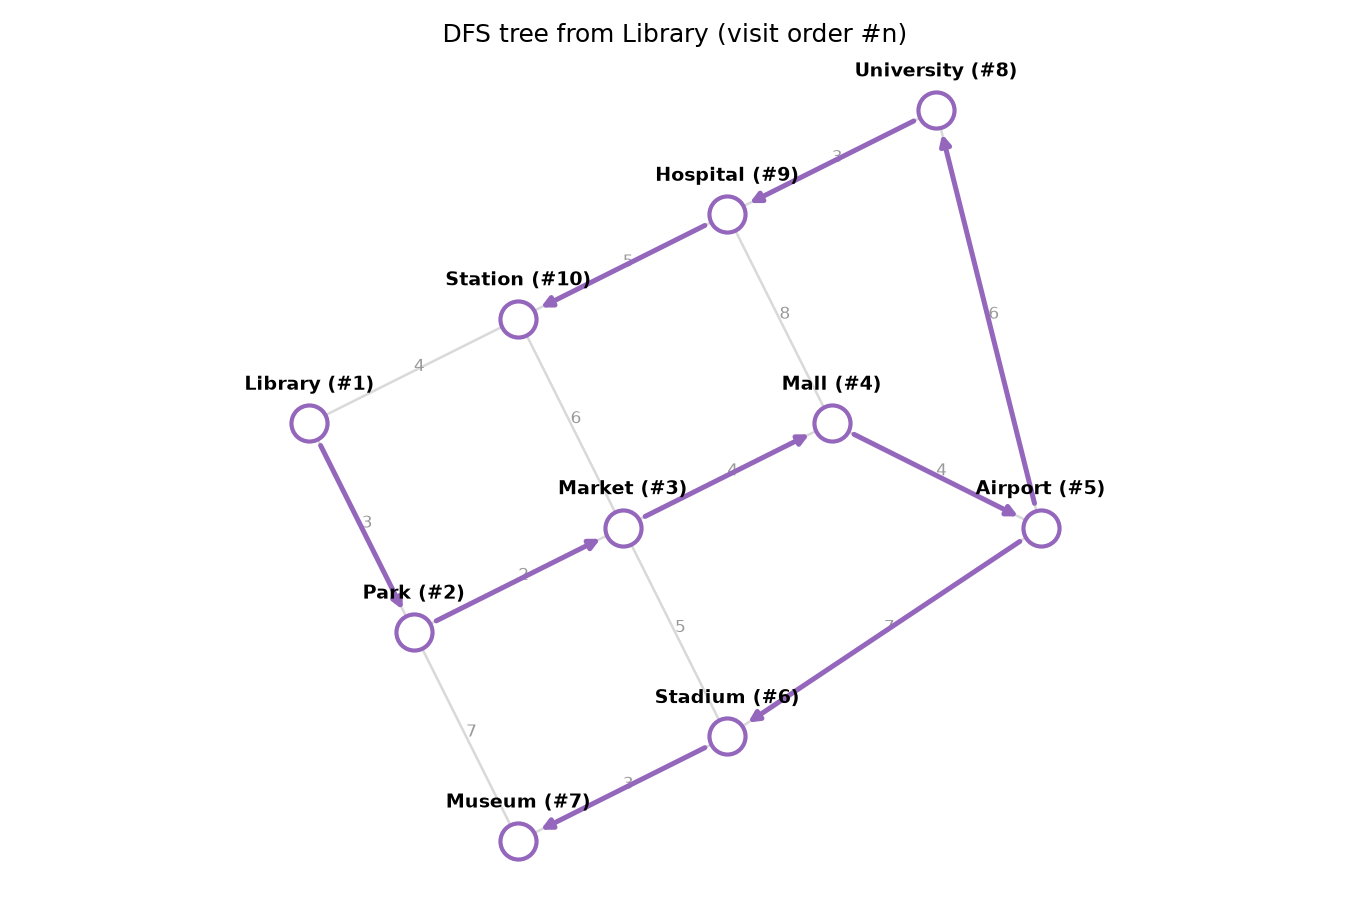 DFS tree from Library (visit order #n)
University (#8)
3
Hospital (#9)
5
Station (#10)
8
6
4
Library (#1)
Mall (#4)
6
4
4
Market (#3)
Airport (#5)
3
2
Park (#2)
5
7
Stadium (#6)
7
3
Museum (#7)